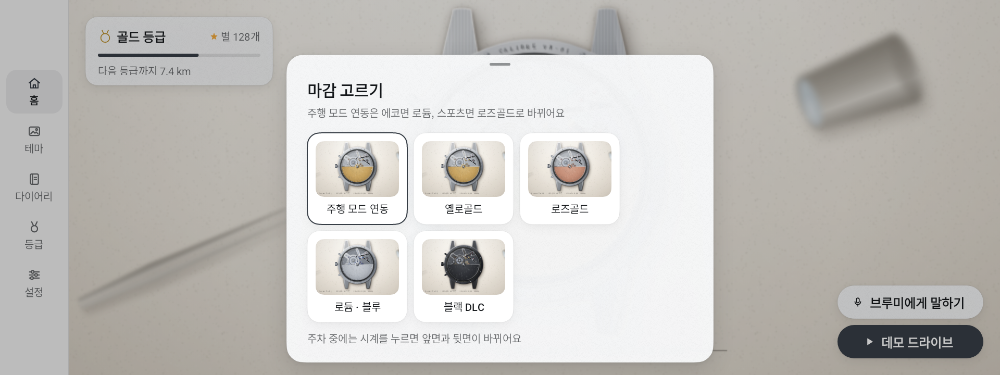 골드 등급
★ 별 128개
다음 등급까지 7.4 km
홈
테마
다이어리
등급
설정
마감 고르기
주행 모드 연동은 에코면 로듐, 스포츠면 로즈골드로 바뀌어요
주행 모드 연동
옐로골드
로즈골드
로듐 · 블루
블랙 DLC
주차 중에는 시계를 누르면 앞면과 뒷면이 바뀌어요
브루미에게 말하기
데모 드라이브